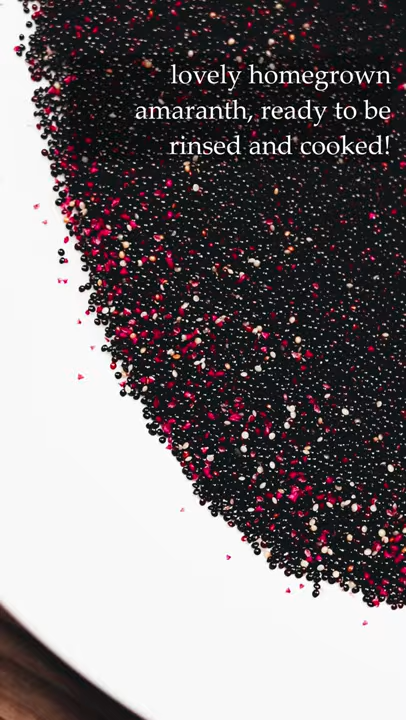 lovely homegrown
amaranth, ready to be
rinsed and cooked!